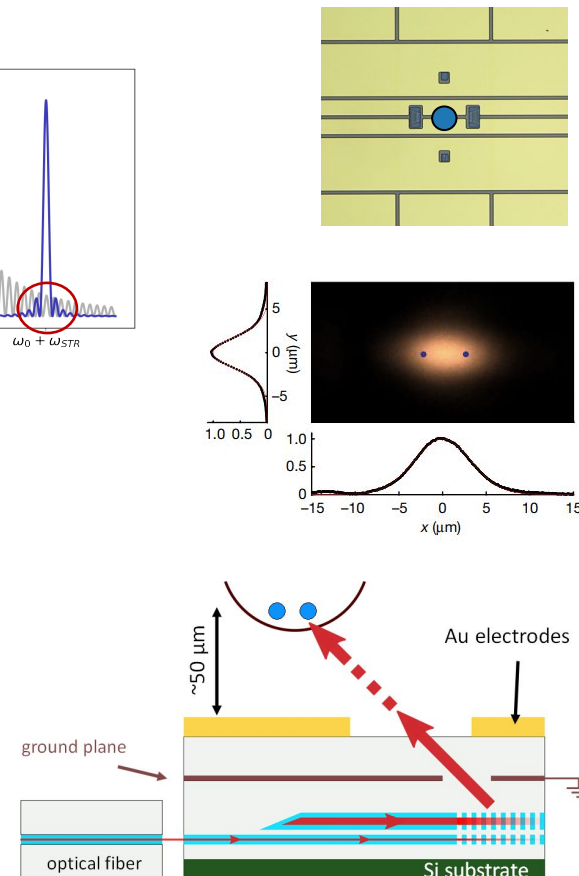 ω₀ + ω_STR
5
0
−5
y (μm)
1.0 0.5 0
1.0
0.5
0
−15 −10 −5 0 5 10 15
x (μm)
~50 μm
Au electrodes
ground plane
optical fiber
Si substrate